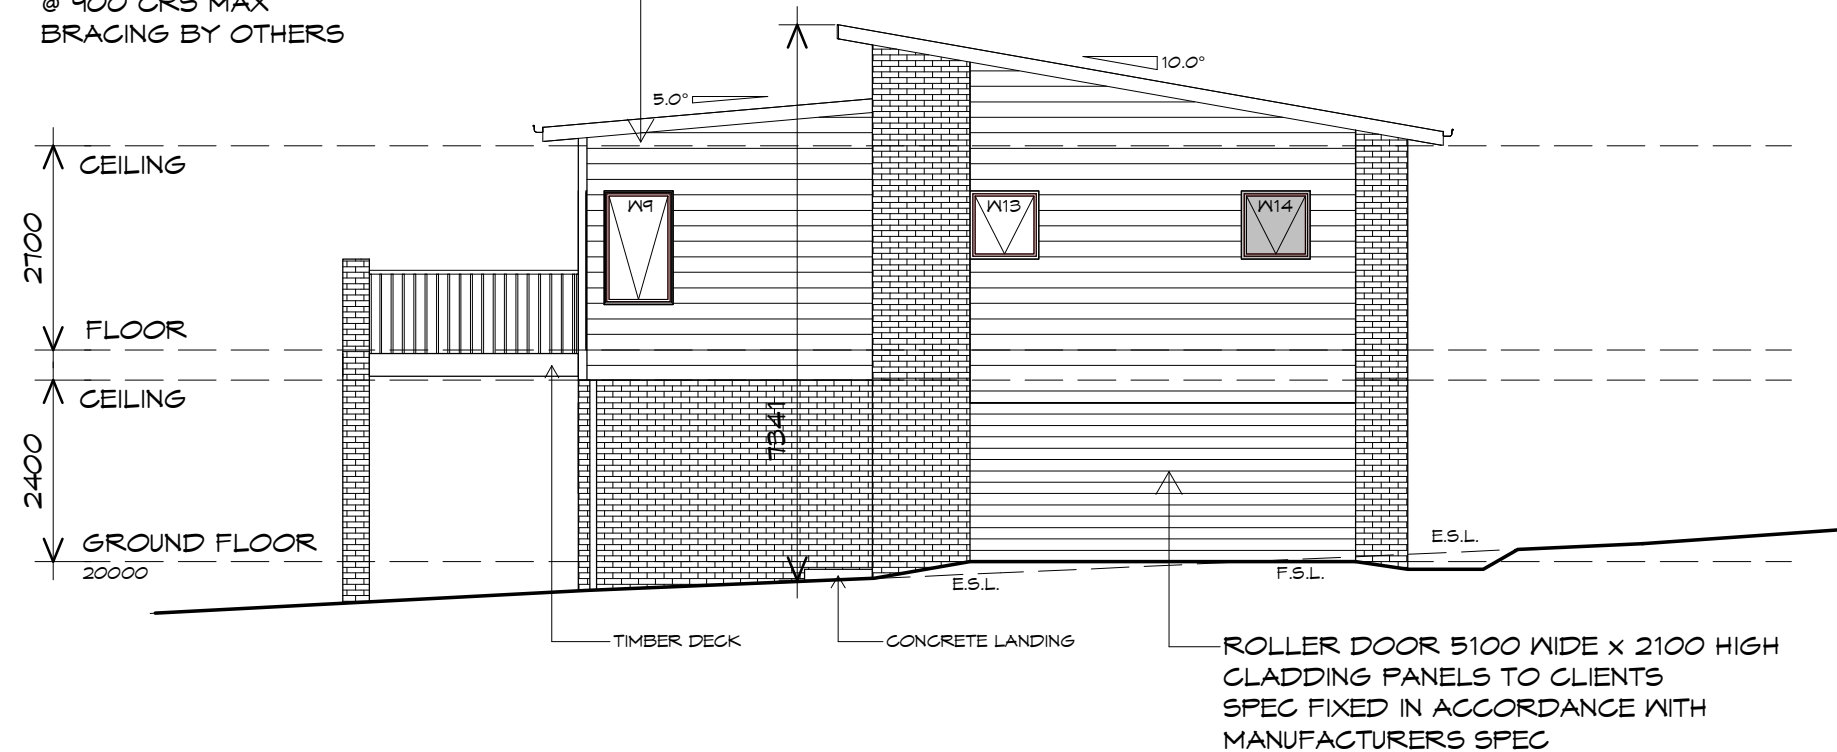 @ 900 CRS MAX
BRACING BY OTHERS
10.0°
5.0°
CEILING
W9
W13
W14
2700
FLOOR
CEILING
7341
2400
GROUND FLOOR
20000
E.S.L.
E.S.L.
F.S.L.
TIMBER DECK
CONCRETE LANDING
ROLLER DOOR 5100 WIDE x 2100 HIGH
CLADDING PANELS TO CLIENTS
SPEC FIXED IN ACCORDANCE WITH
MANUFACTURERS SPEC